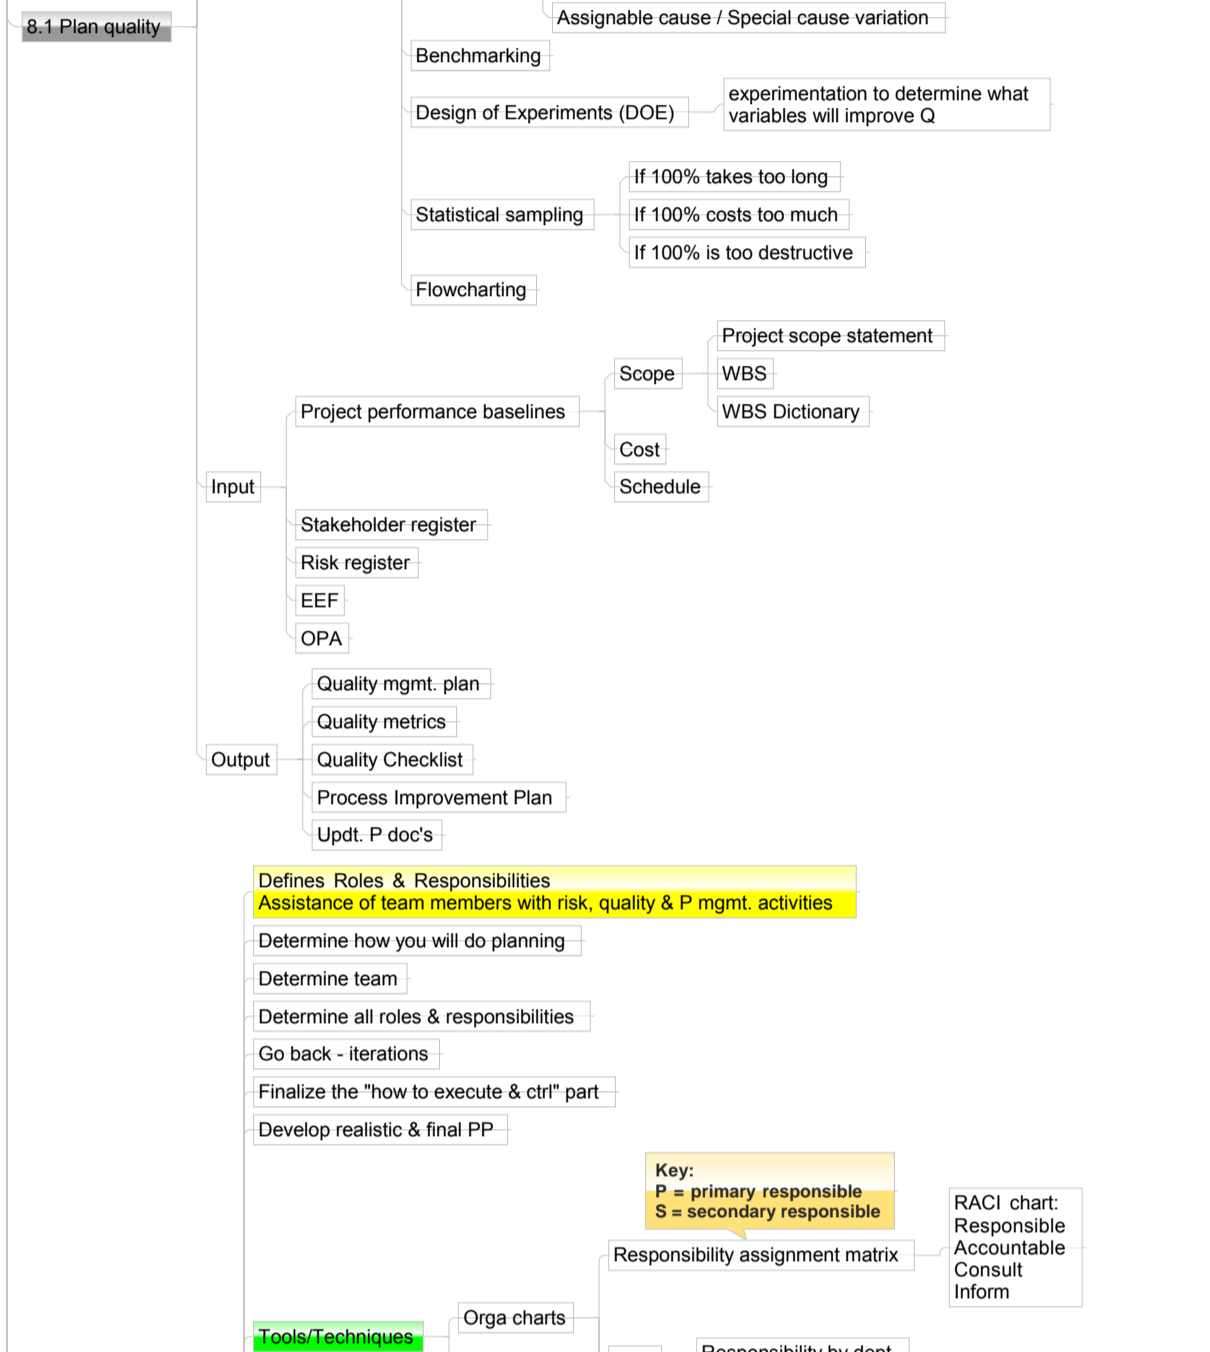 8.1 Plan quality
Assignable cause / Special cause variation
Benchmarking
Design of Experiments (DOE)
experimentation to determine what
variables will improve Q
Statistical sampling
If 100% takes too long
If 100% costs too much
If 100% is too destructive
Flowcharting
Input
Project performance baselines
Scope
Project scope statement
WBS
WBS Dictionary
Cost
Schedule
Stakeholder register
Risk register
EEF
OPA
Output
Quality mgmt. plan
Quality metrics
Quality Checklist
Process Improvement Plan
Updt. P doc's
Defines Roles & Responsibilities
Assistance of team members with risk, quality & P mgmt. activities
Determine how you will do planning
Determine team
Determine all roles & responsibilities
Go back - iterations
Finalize the "how to execute & ctrl" part
Develop realistic & final PP
Tools/Techniques
Orga charts
Key:
P = primary responsible
S = secondary responsible
Responsibility assignment matrix
RACI chart:
Responsible
Accountable
Consult
Inform
Responsibility by dept